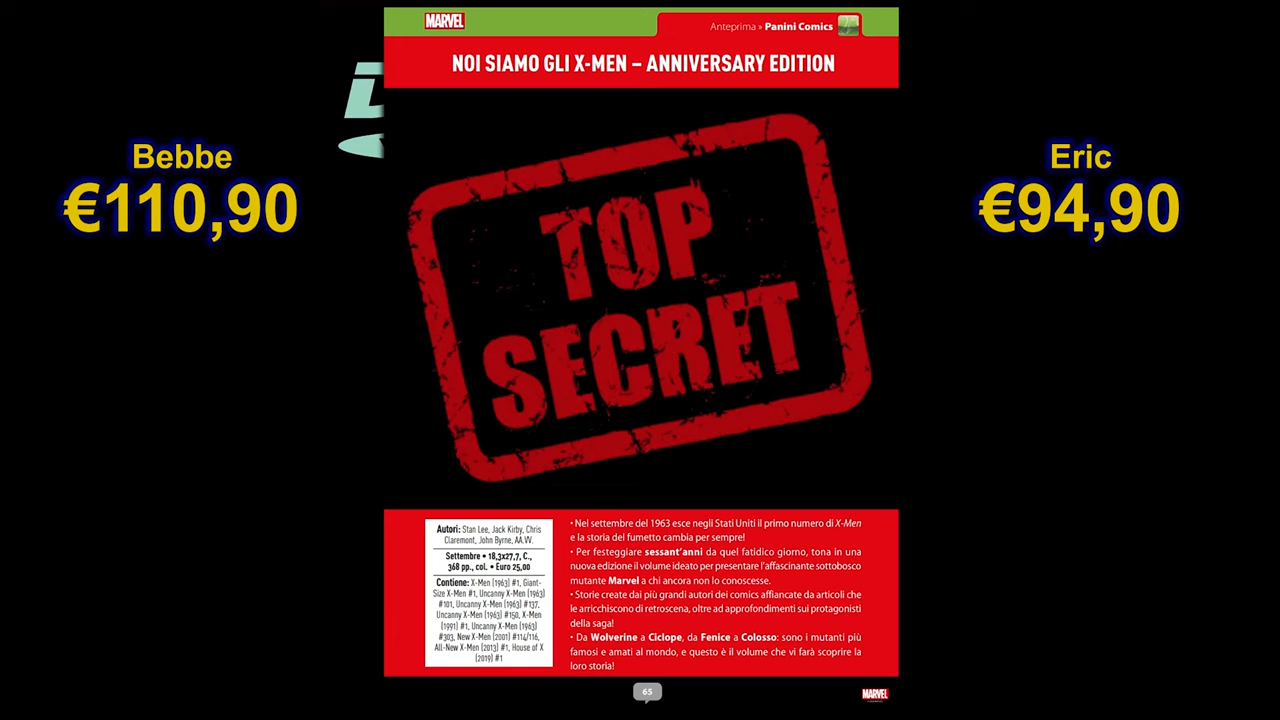 MARVEL
Anteprima » Panini Comics
NOI SIAMO GLI X-MEN – ANNIVERSARY EDITION
Bebbe
€110,90
Eric
€94,90
TOP
SECRET
Autori: Stan Lee, Jack Kirby, Chris
Claremont, John Byrne, AA.VV.
Settembre • 18,3x27,7, C.,
368 pp., col. • Euro 25,00
Contiene: X-Men (1963) #1, Giant-
Size X-Men #1, Uncanny X-Men (1963)
#101, Uncanny X-Men (1963) #137,
Uncanny X-Men (1963) #150, X-Men
(1991) #1, Uncanny X-Men (1963)
#303, New X-Men (2001) #114/116,
All-New X-Men (2013) #1, House of X
(2019) #1
• Nel settembre del 1963 esce negli Stati Uniti il primo numero di X-Men
e la storia del fumetto cambia per sempre!
• Per festeggiare sessant'anni da quel fatidico giorno, tona in una
nuova edizione il volume ideato per presentare l'affascinante sottobosco
mutante Marvel a chi ancora non lo conoscesse.
• Storie create dai più grandi autori dei comics affiancate da articoli che
le arricchiscono di retroscena, oltre ad approfondimenti sui protagonisti
della saga!
• Da Wolverine a Ciclope, da Fenice a Colosso: sono i mutanti più
famosi e amati al mondo, e questo è il volume che vi farà scoprire la
loro storia!
65
MARVEL